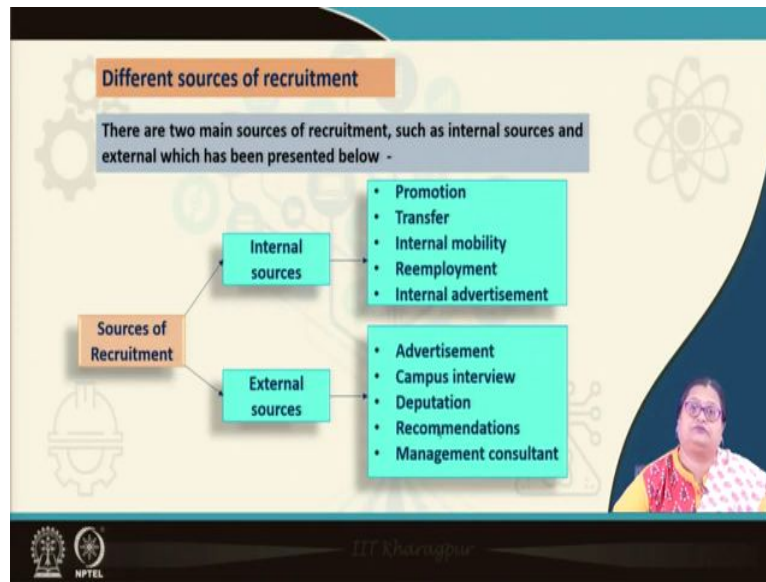 Different sources of recruitment
There are two main sources of recruitment, such as internal sources and
external which has been presented below -
Sources of
Recruitment
Internal
sources
• Promotion
• Transfer
• Internal mobility
• Reemployment
• Internal advertisement
External
sources
• Advertisement
• Campus interview
• Deputation
• Recommendations
• Management consultant
NPTEL
IIT Kharagpur